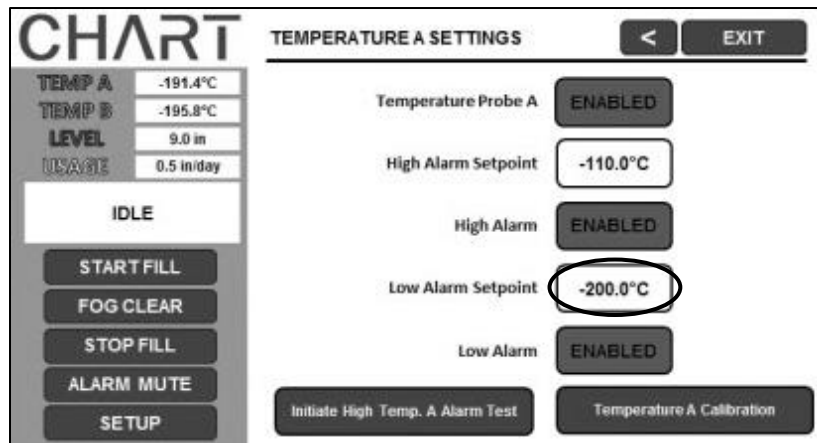 CHART
TEMPERATURE A SETTINGS
<
EXIT
TEMP A -191.4°C
TEMP B -195.8°C
LEVEL 9.0 in
USAGE 0.5 in/day
IDLE
START FILL
FOG CLEAR
STOP FILL
ALARM MUTE
SETUP
Temperature Probe A ENABLED
High Alarm Setpoint -110.0°C
High Alarm ENABLED
Low Alarm Setpoint -200.0°C
Low Alarm ENABLED
Initiate High Temp. A Alarm Test
Temperature A Calibration